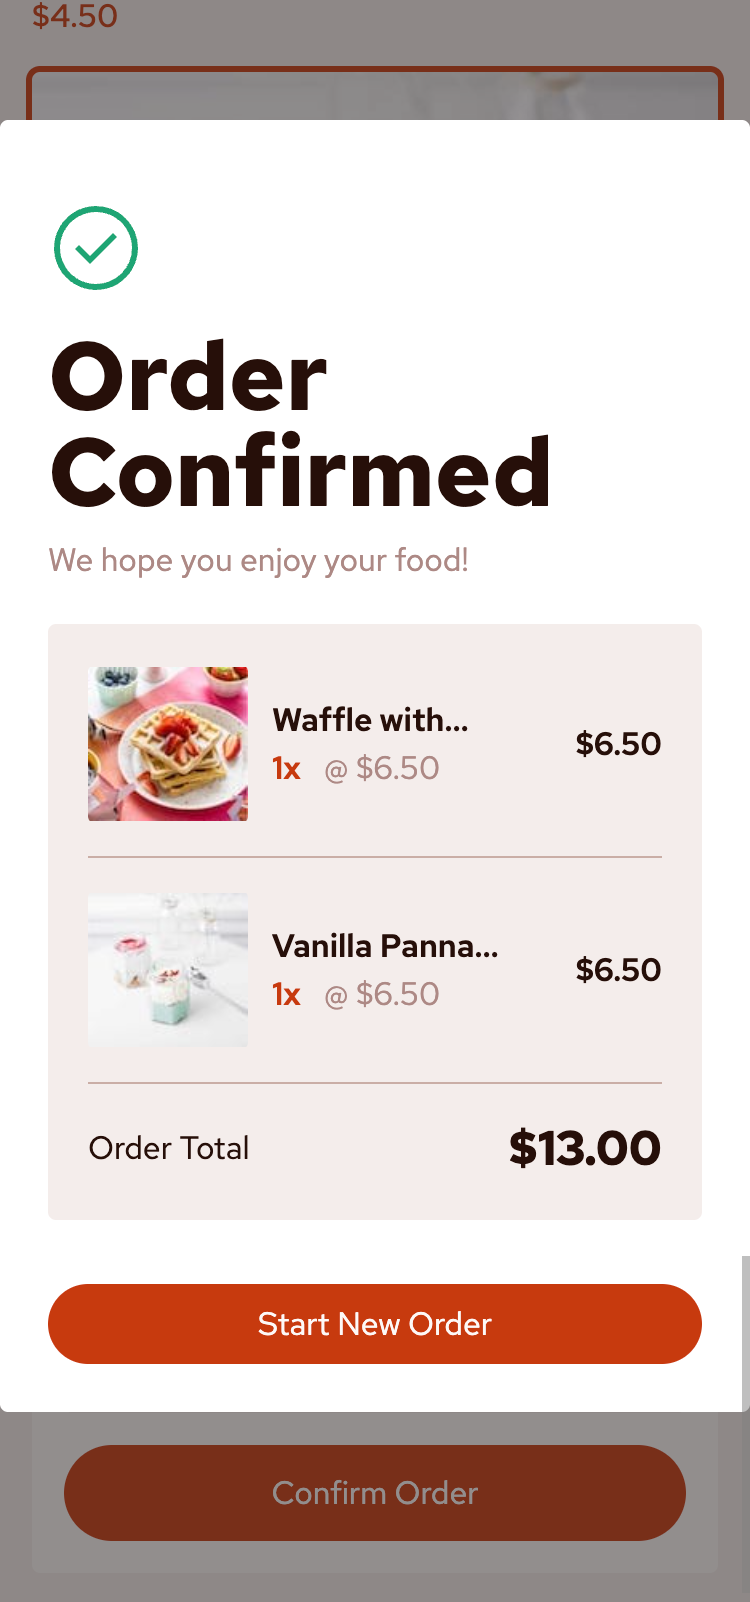 $4.50
Order
Confirmed
We hope you enjoy your food!
Waffle with...
1x @ $6.50
$6.50
Vanilla Panna...
1x @ $6.50
$6.50
Order Total
$13.00
Start New Order
Confirm Order